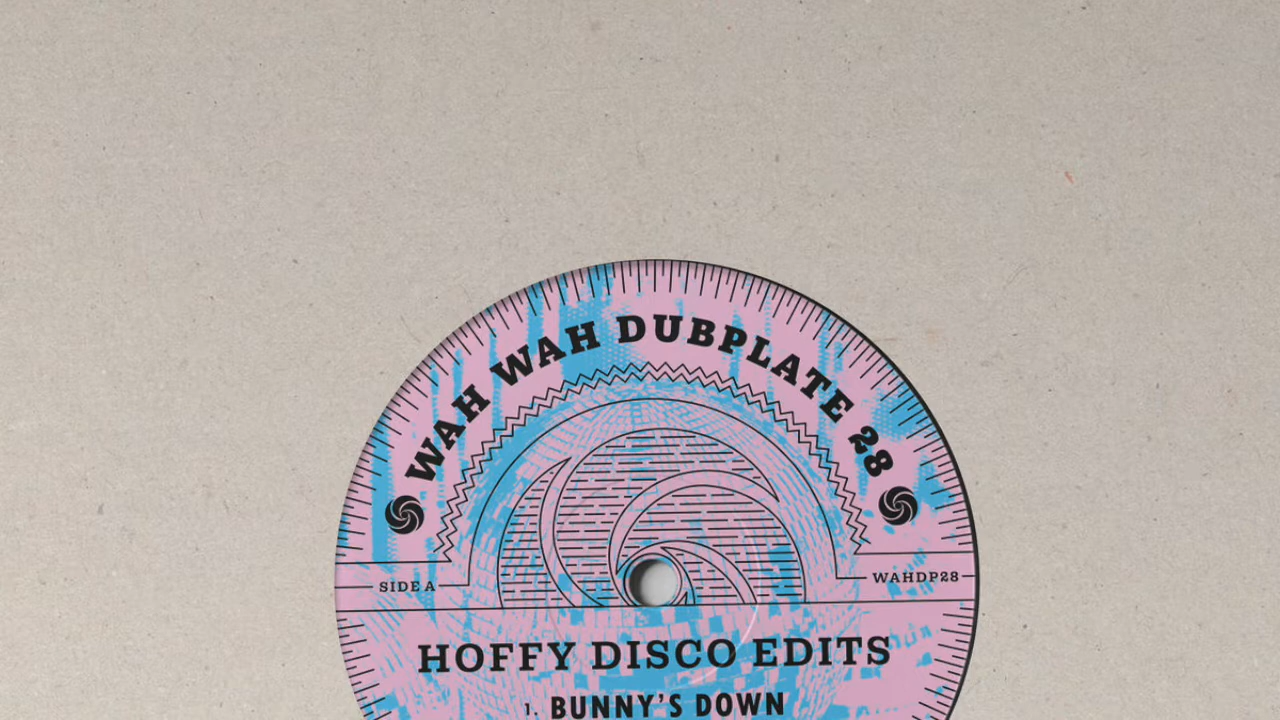 WAH WAH DUBPLATE 28
SIDE A
WAHDP28
HOFFY DISCO EDITS
1. BUNNY'S DOWN